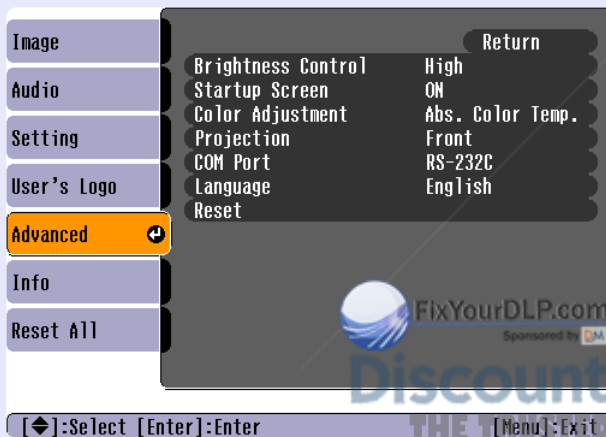 Image
Audio
Setting
User's Logo
Advanced
Info
Reset All
Return
Brightness Control High
Startup Screen ON
Color Adjustment Abs. Color Temp.
Projection Front
COM Port RS-232C
Language English
Reset
FixYourDLP.com
Sponsored by DM
Discount
THE
[◆]:Select [Enter]:Enter [Menu]:Exit